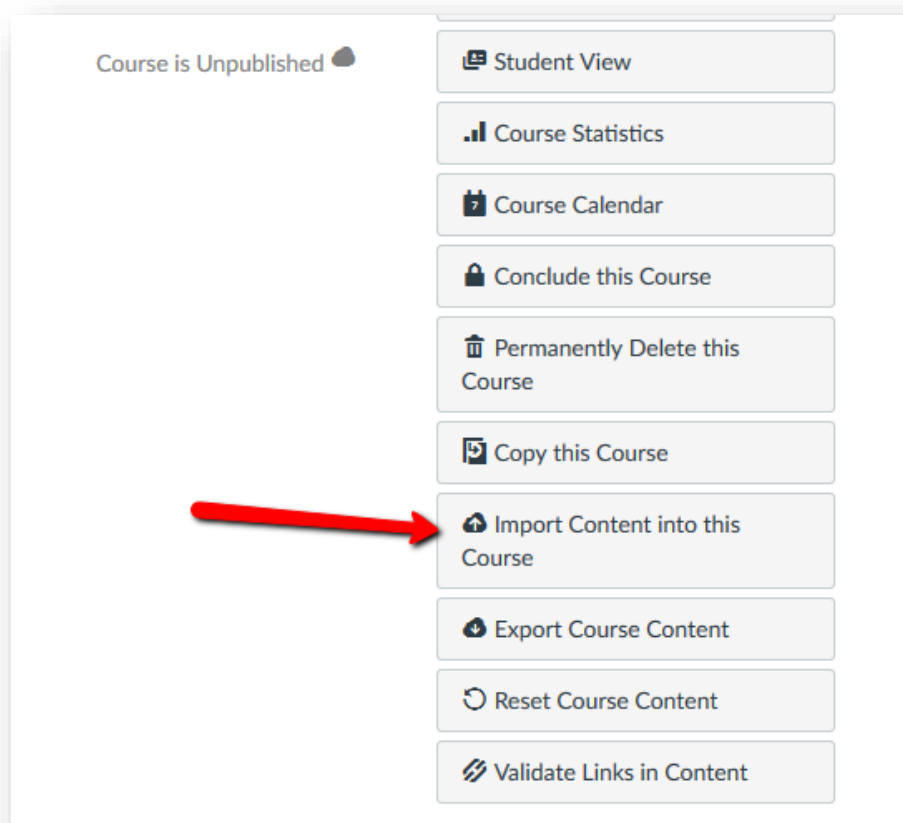 Course is Unpublished
Student View
Course Statistics
7
Course Calendar
Conclude this Course
Permanently Delete this
Course
Copy this Course
Import Content into this
Course
Export Course Content
Reset Course Content
Validate Links in Content